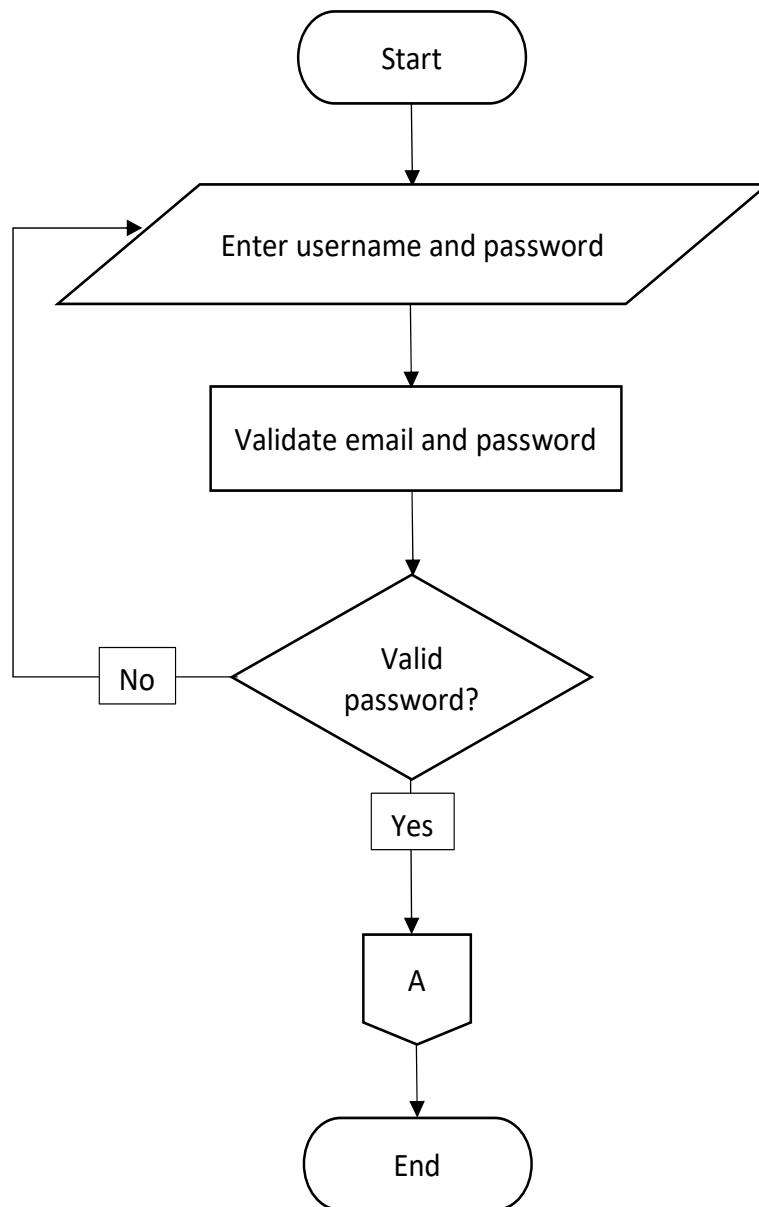 Start
Enter username and password
Validate email and password
Valid
password?
No
Yes
A
End